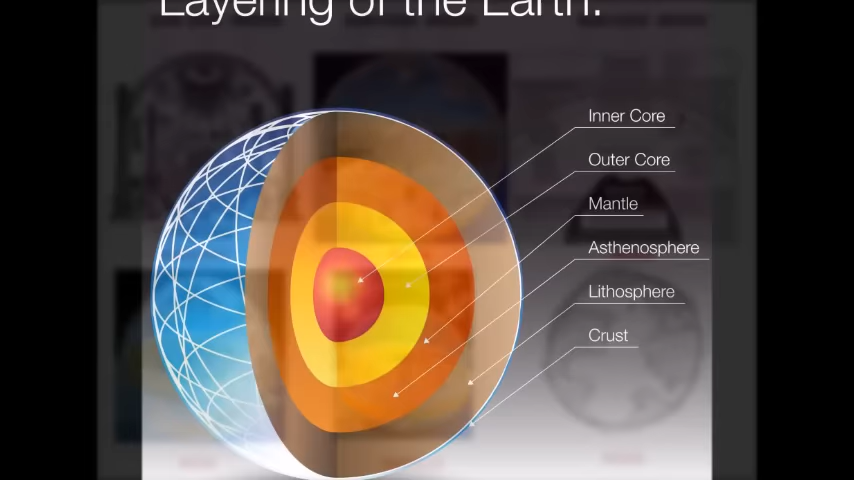 Layering of the Earth.
Inner Core
Outer Core
Mantle
Asthenosphere
Lithosphere
Crust